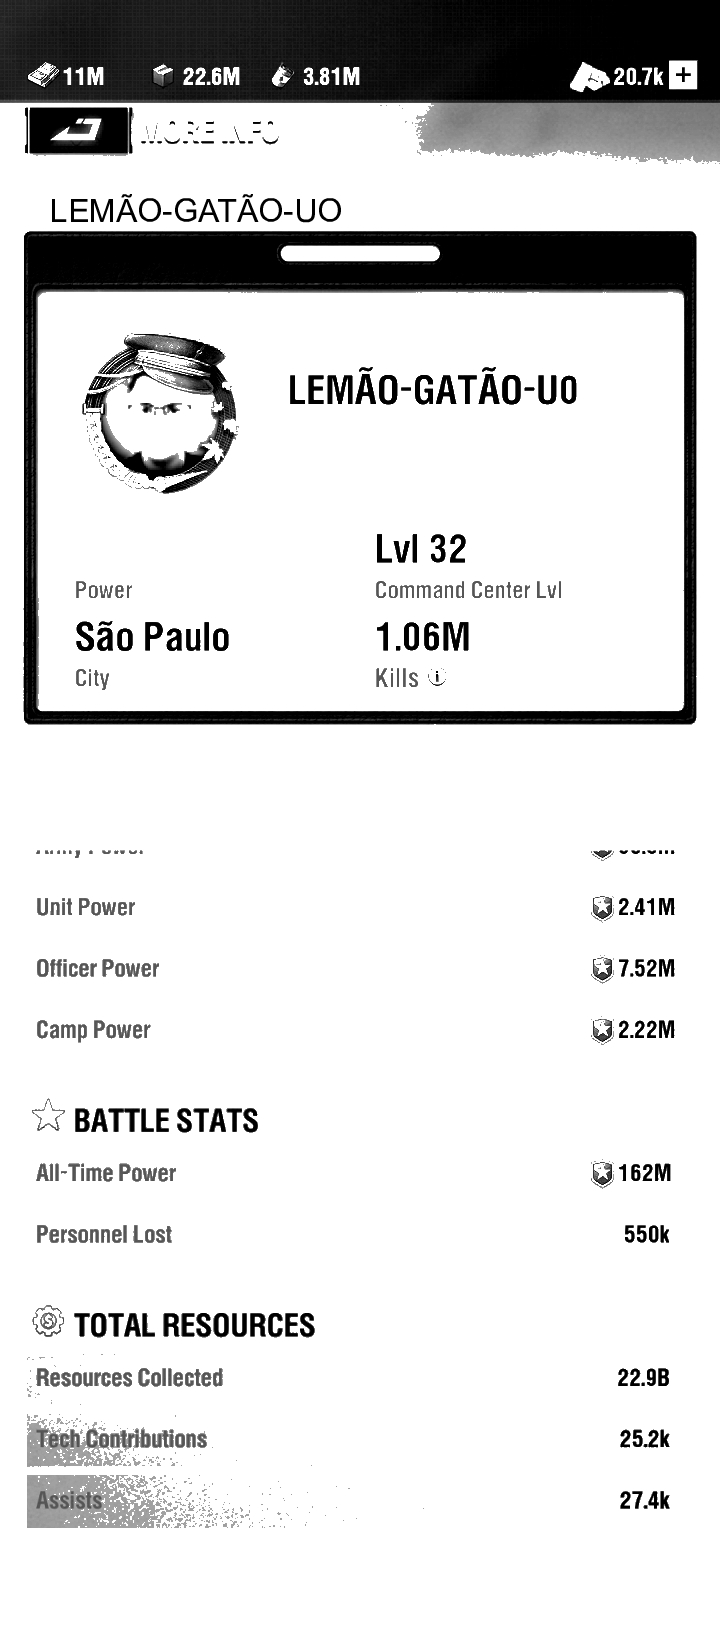 11M 22.6M 3.81M 20.7k +
MORE INFO
LEMÃO-GATÃO-UO
LEMÃO-GATÃO-U0
Lvl 32
Power Command Center Lvl
São Paulo 1.06M
City Kills i
Army Power
Unit Power 2.41M
Officer Power 7.52M
Camp Power 2.22M
BATTLE STATS
All-Time Power 162M
Personnel Lost 550k
TOTAL RESOURCES
Resources Collected 22.9B
Tech Contributions 25.2k
Assists 27.4k